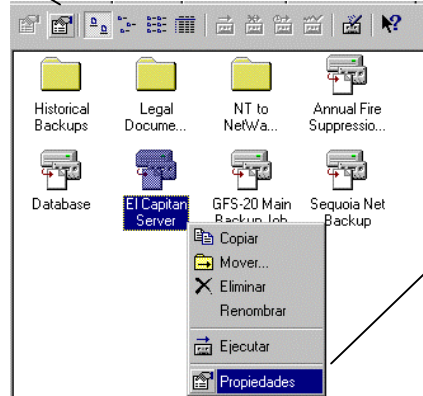 Historical
Backups
Legal
Docume...
NT to
NetWa...
Annual Fire
Suppressio...
Database
El Capitan
Server
GFS-20 Main
Backup Job
Sequoia Net
Backup
Copiar
Mover...
Eliminar
Renombrar
Ejecutar
Propiedades